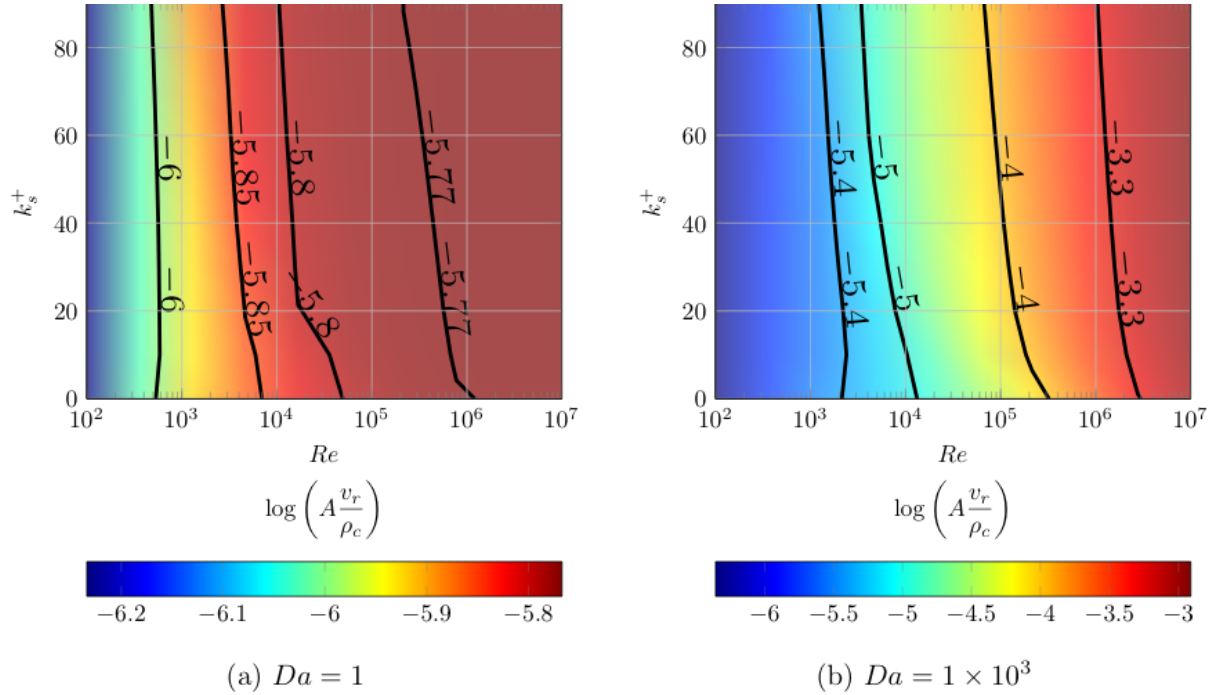 80
60
40
20
0
k_s^+
−6
−6
−5.85
−5.85
−5.8
−5.8
−5.77
−5.77
10^2 10^3 10^4 10^5 10^6 10^7
Re
log (A v_r/ρ_c)
−6.2 −6.1 −6 −5.9 −5.8
(a) Da = 1
80
60
40
20
0
k_s^+
−5.4
−5.4
−5
−5
−4
−4
−3.3
−3.3
10^2 10^3 10^4 10^5 10^6 10^7
Re
log (A v_r/ρ_c)
−6 −5.5 −5 −4.5 −4 −3.5 −3
(b) Da = 1 × 10^3